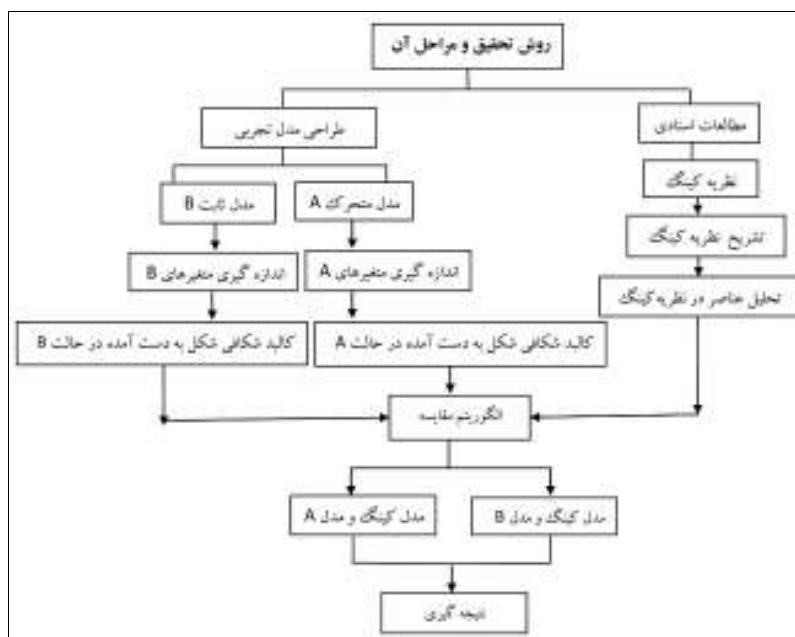 روش تحقیق و مراحل آن
مطالعات اسنادی
طراحی مدل تجربی
نظریه کینگ
مدل متحرک A
مدل ثابت B
تشریح نظریه کینگ
اندازه گیری متغیرهای A
اندازه گیری متغیرهای B
تحلیل عناصر در نظریه کینگ
کالبد شکافی شکل به دست آمده در حالت A
کالبد شکافی شکل به دست آمده در حالت B
الگوریتم مقایسه
مدل کینگ و مدل B
مدل کینگ و مدل A
نتیجه گیری